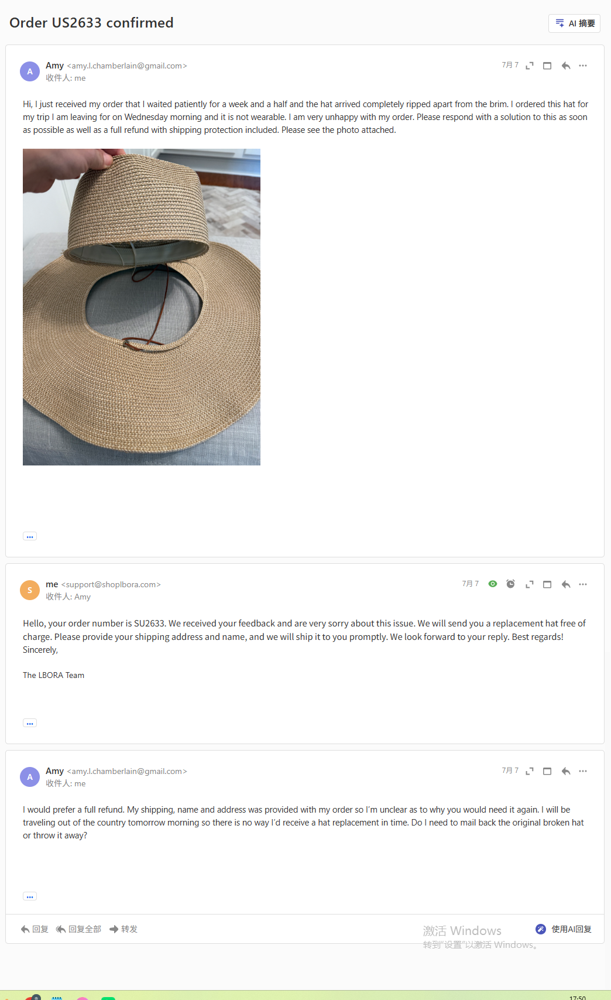 Order US2633 confirmed
AI 摘要
A
Amy <amy.l.chamberlain@gmail.com>
7月 7
收件人: me
Hi, I just received my order that I waited patiently for a week and a half and the hat arrived completely ripped apart from the brim. I ordered this hat for
my trip I am leaving for on Wednesday morning and it is not wearable. I am very unhappy with my order. Please respond with a solution to this as soon
as possible as well as a full refund with shipping protection included. Please see the photo attached.
S
me <support@shoplbora.com>
7月 7
收件人: Amy
Hello, your order number is SU2633. We received your feedback and are very sorry about this issue. We will send you a replacement hat free of
charge. Please provide your shipping address and name, and we will ship it to you promptly. We look forward to your reply. Best regards!
Sincerely,
The LBORA Team
A
Amy <amy.l.chamberlain@gmail.com>
7月 7
收件人: me
I would prefer a full refund. My shipping, name and address was provided with my order so I'm unclear as to why you would need it again. I will be
traveling out of the country tomorrow morning so there is no way I'd receive a hat replacement in time. Do I need to mail back the original broken hat
or throw it away?
回复 回复全部 转发
使用AI回复
激活 Windows
转到"设置"以激活 Windows。
17:50